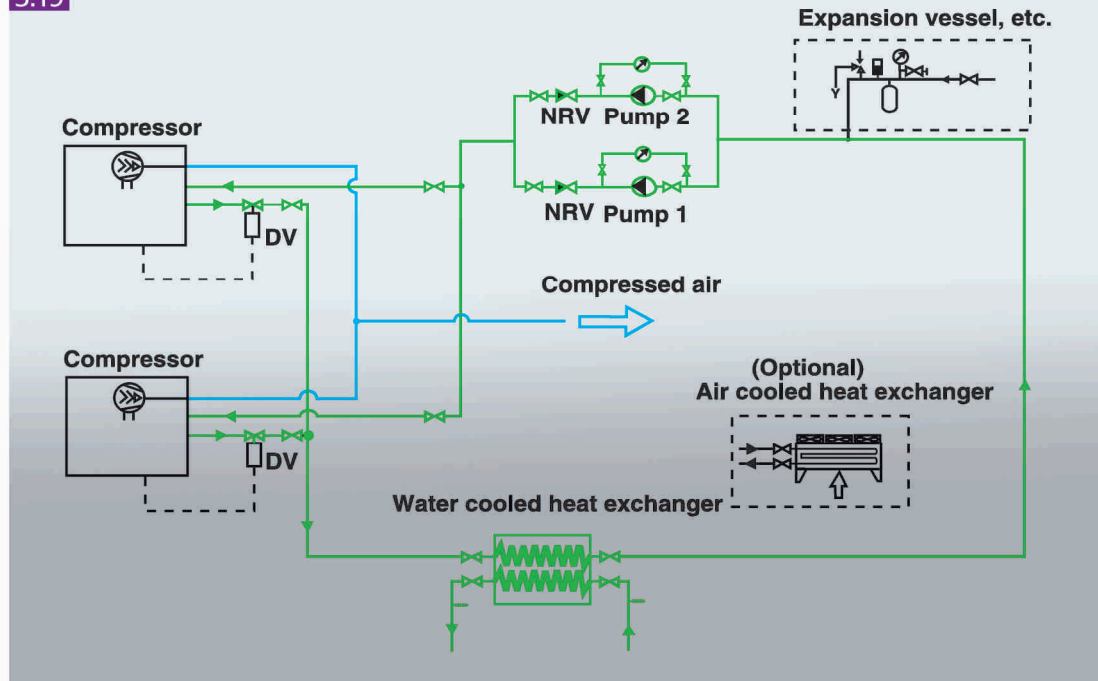 Expansion vessel, etc.
Compressor
NRV Pump 2
NRV Pump 1
DV
Compressed air
Compressor
(Optional)
Air cooled heat exchanger
DV
Water cooled heat exchanger